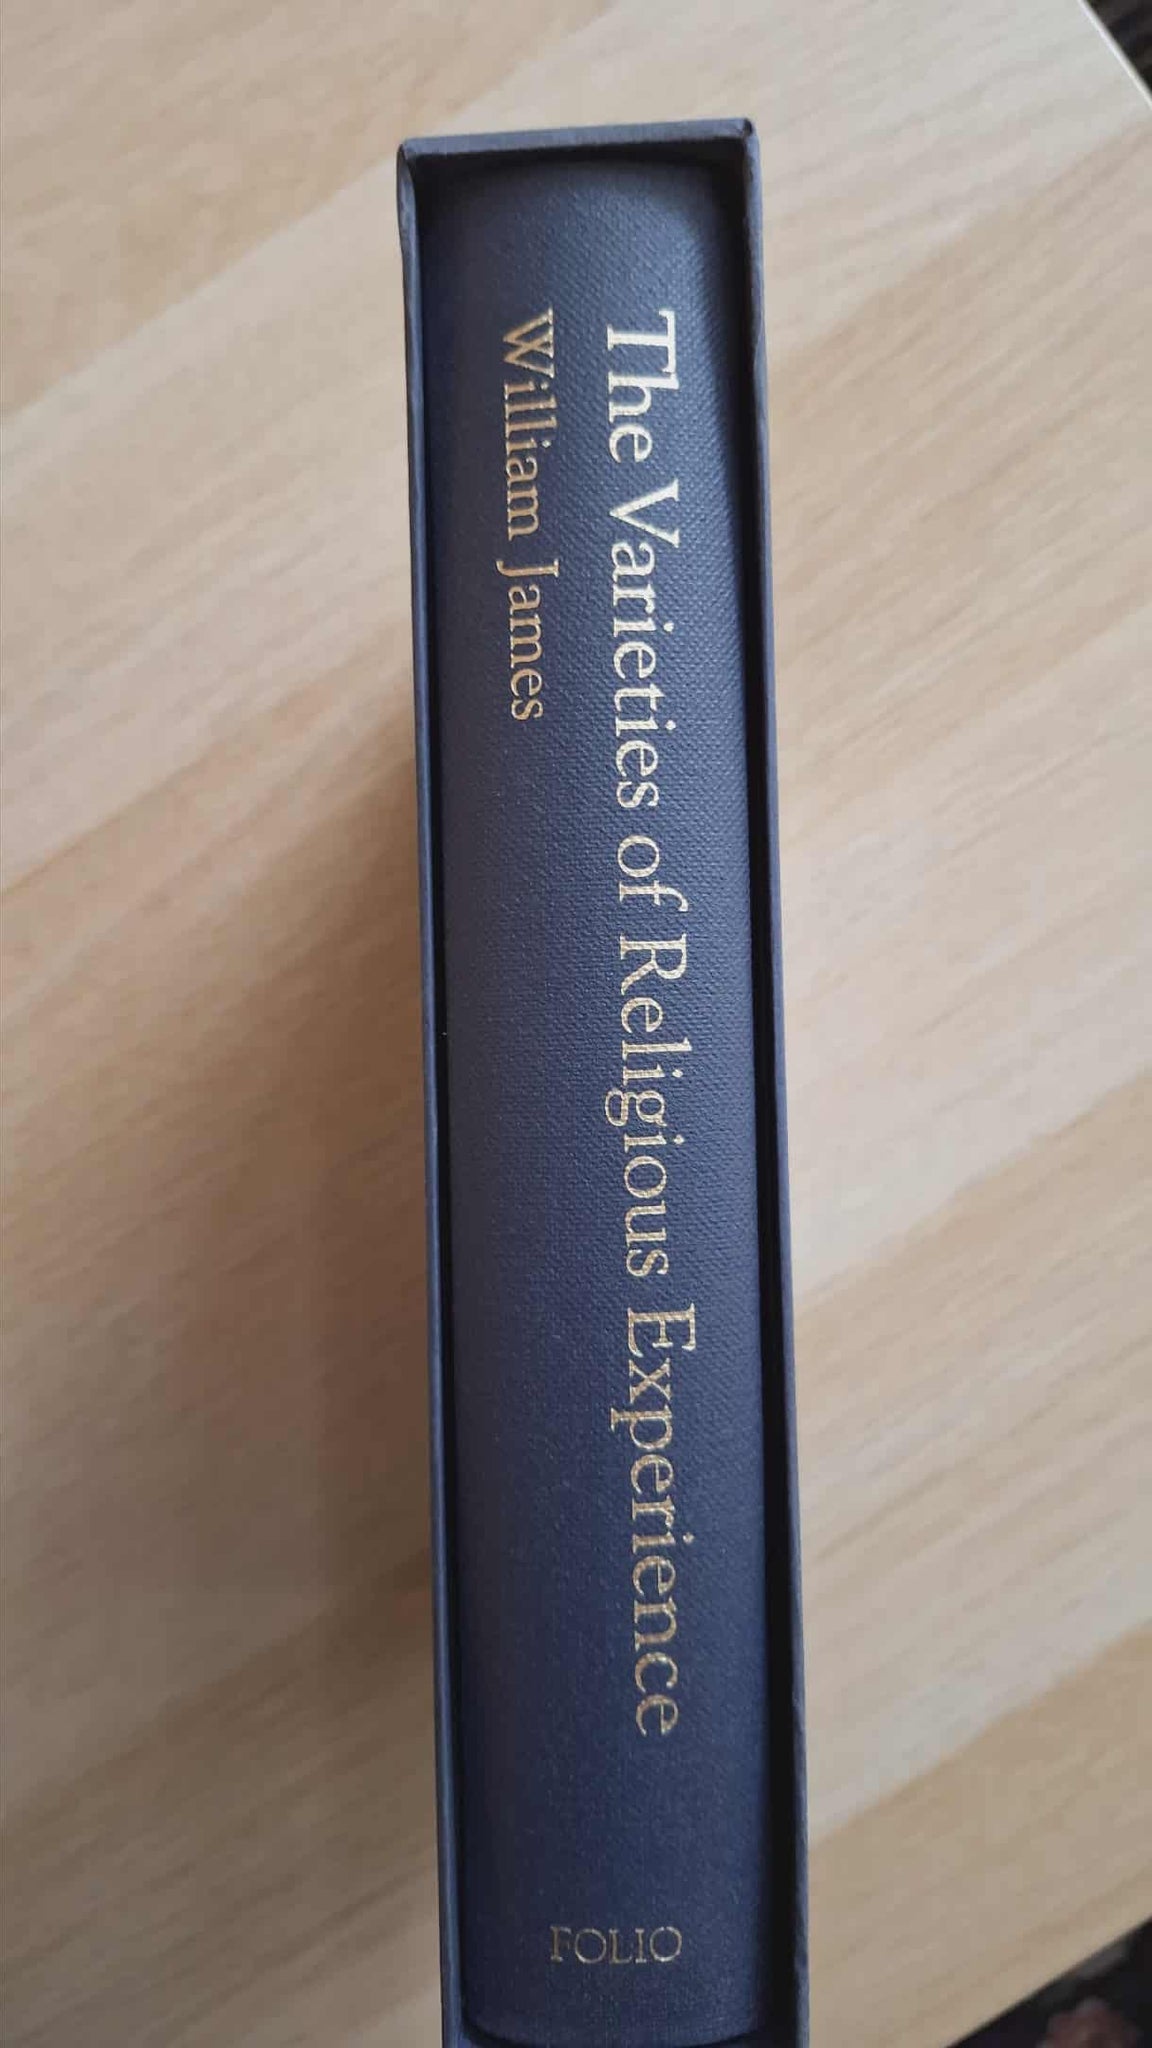 The Varieties of Religious Experience
William James
FOLIO